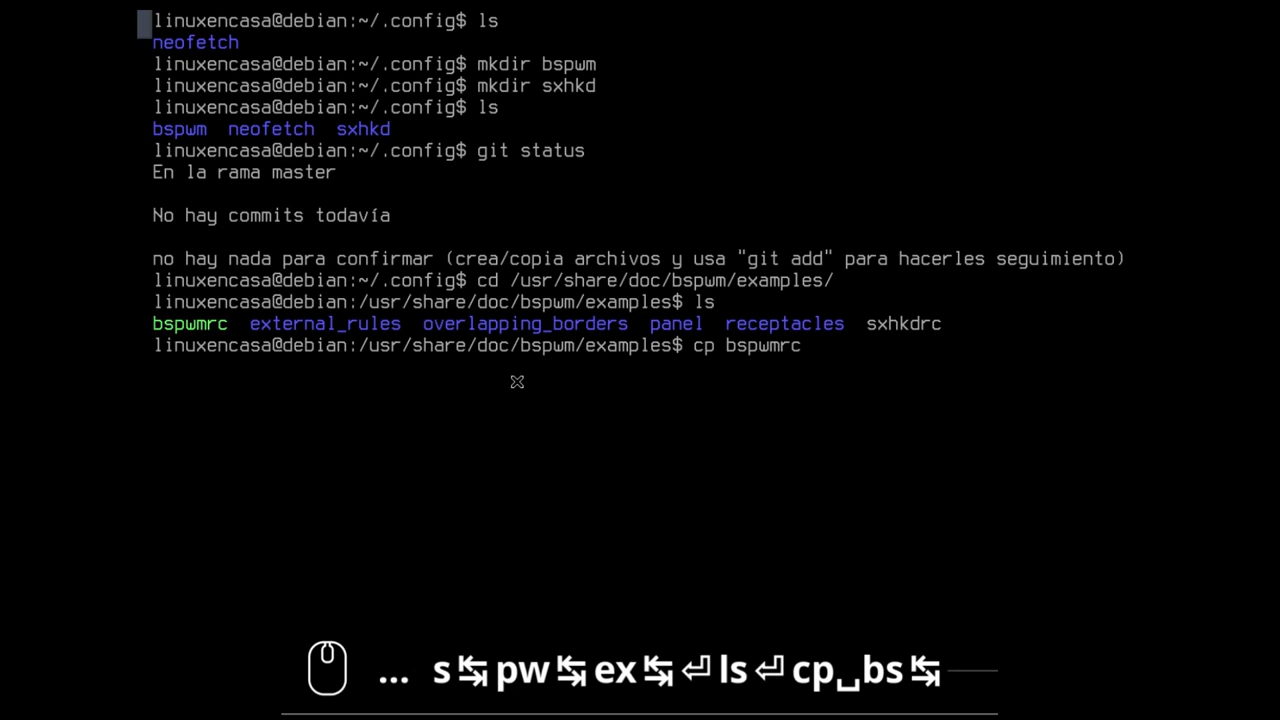 linuxencasa@debian:~/.config$ ls
neofetch
linuxencasa@debian:~/.config$ mkdir bspwm
linuxencasa@debian:~/.config$ mkdir sxhkd
linuxencasa@debian:~/.config$ ls
bspwm  neofetch  sxhkd
linuxencasa@debian:~/.config$ git status
En la rama master
No hay commits todavía
no hay nada para confirmar (crea/copia archivos y usa "git add" para hacerles seguimiento)
linuxencasa@debian:~/.config$ cd /usr/share/doc/bspwm/examples/
linuxencasa@debian:/usr/share/doc/bspwm/examples$ ls
bspwmrc  external_rules  overlapping_borders  panel  receptacles  sxhkdrc
linuxencasa@debian:/usr/share/doc/bspwm/examples$ cp bspwmrc
... s↹pw↹ex↹⏎ls⏎cp␣bs↹